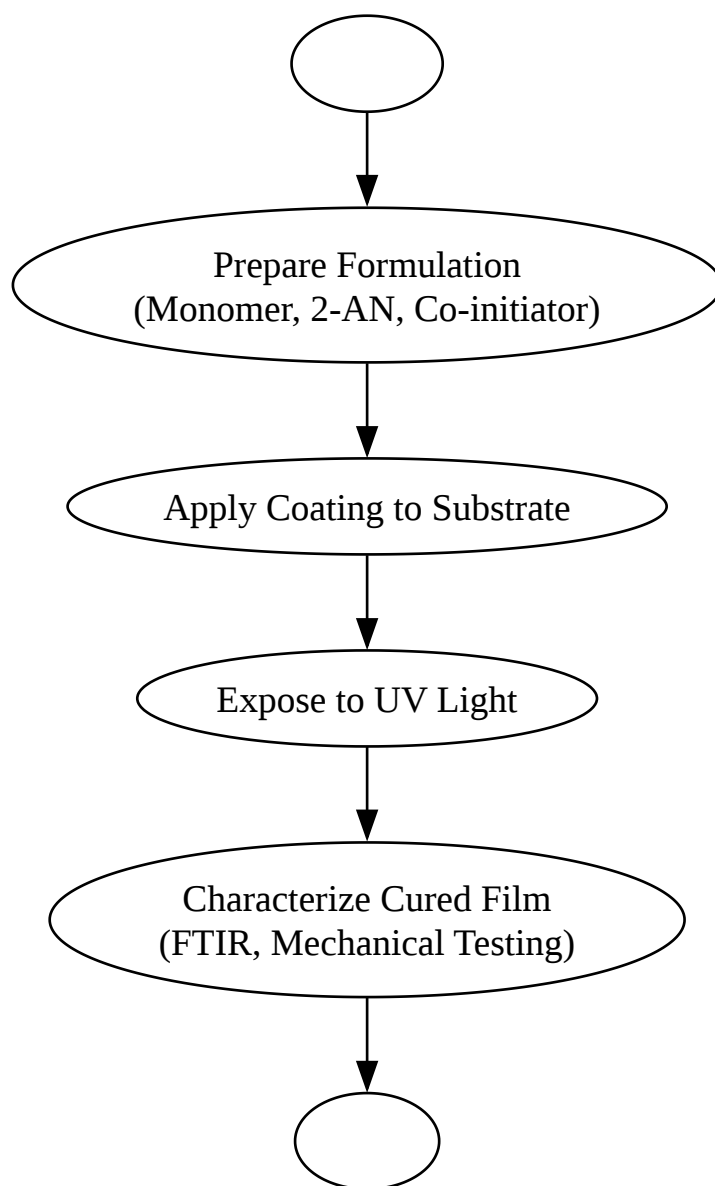 Prepare Formulation
(Monomer, 2-AN, Co-initiator)
Apply Coating to Substrate
Expose to UV Light
Characterize Cured Film
(FTIR, Mechanical Testing)